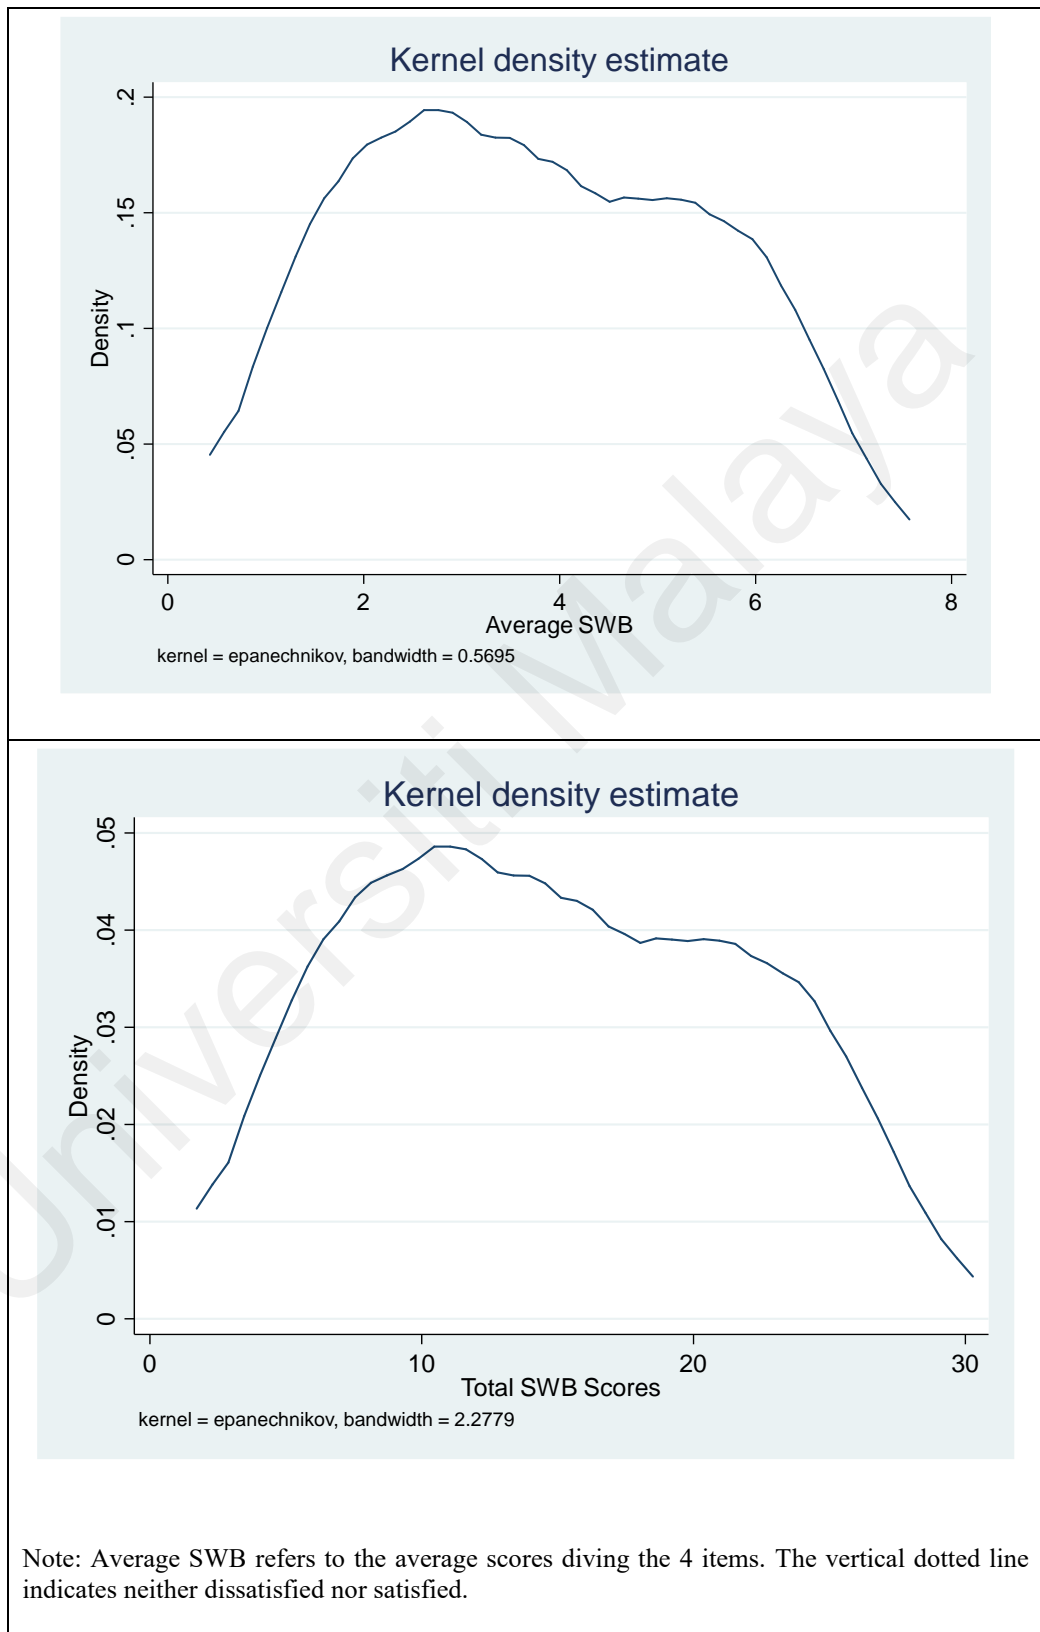 Kernel density estimate
.2
.15
.1
.05
0
Density
0 2 4 6 8
Average SWB
kernel = epanechnikov, bandwidth = 0.5695
Kernel density estimate
.05
.04
.03
.02
.01
0
Density
0 10 20 30
Total SWB Scores
kernel = epanechnikov, bandwidth = 2.2779
Note: Average SWB refers to the average scores diving the 4 items. The vertical dotted line
indicates neither dissatisfied nor satisfied.
Universiti Malaya